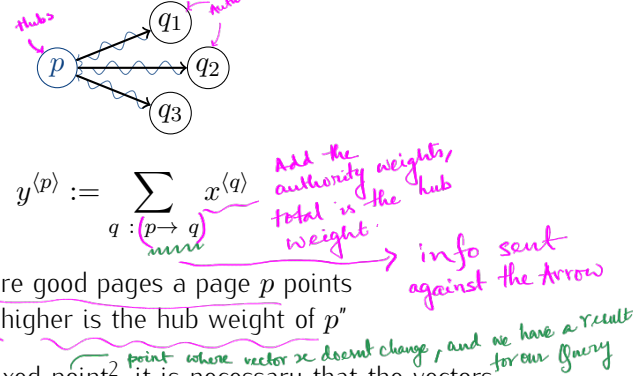 Hubs
q1
p
q2
q3
y⟨p⟩ := ∑ x⟨q⟩
q : (p→ q)
Add the
authority weights,
total is the hub
weight.
info sent
against the Arrow
re good pages a page p points
higher is the hub weight of p"
point where vector x doesnt change, and we have a result
for our Query
xed point2 it is necessary that the vectors